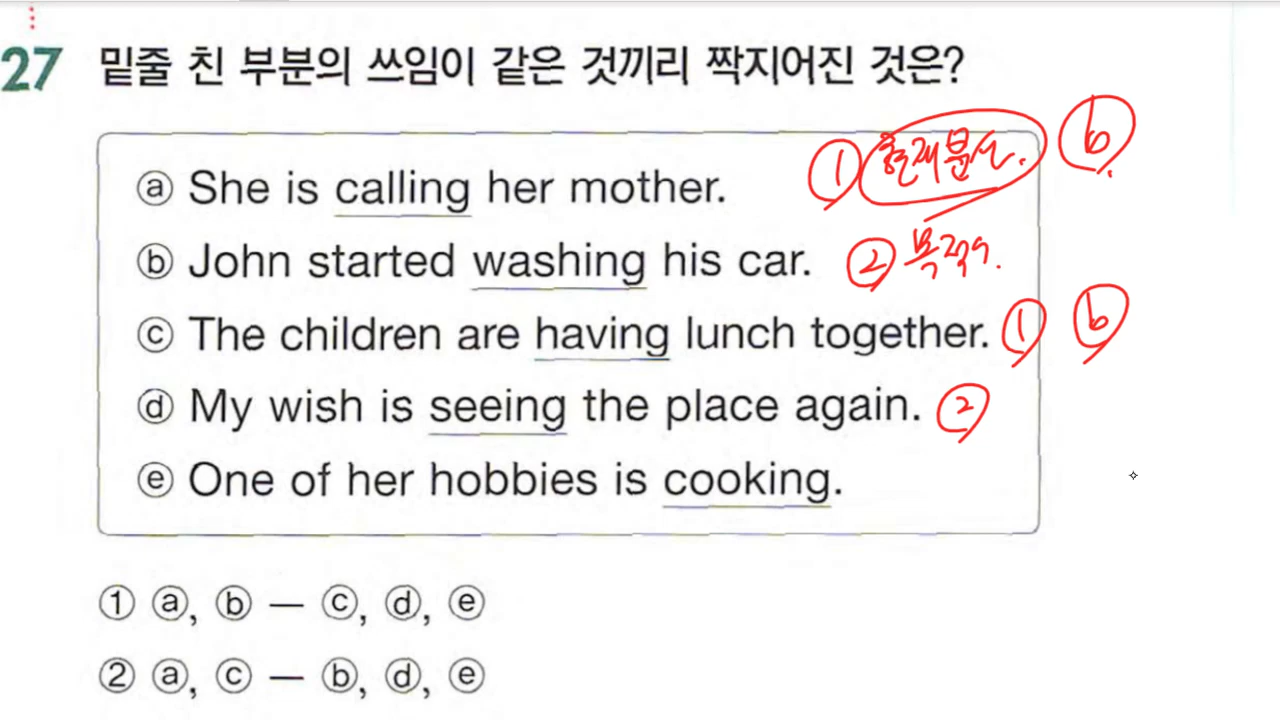 27 밑줄 친 부분의 쓰임이 같은 것끼리 짝지어진 것은?
ⓐ She is calling her mother. ① 현재분사. ⓑ
ⓑ John started washing his car. ②
ⓒ The children are having lunch together. ① ⓑ
ⓓ My wish is seeing the place again. ②
ⓔ One of her hobbies is cooking.
① ⓐ, ⓑ — ⓒ, ⓓ, ⓔ
② ⓐ, ⓒ — ⓑ, ⓓ, ⓔ